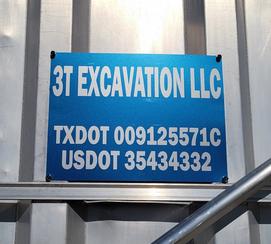 3T EXCAVATION LLC
TXDOT 009125571C
USDOT 35434332